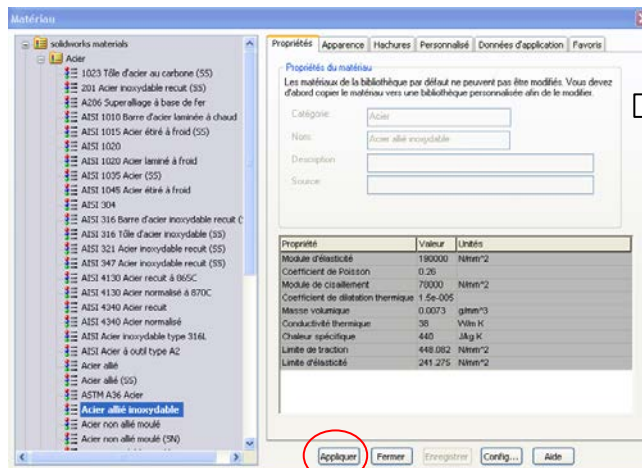 Matériau
solidworks materials
Acier
1023 Tôle d'acier au carbone (SS)
201 Acier inoxydable recuit (SS)
A286 Superalliage à base de fer
AISI 1010 Barre d'acier laminée à chaud
AISI 1015 Acier étiré à froid (SS)
AISI 1020
AISI 1020 Acier laminé à froid
AISI 1035 Acier (SS)
AISI 1045 Acier étiré à froid
AISI 304
AISI 316 Barre d'acier inoxydable recuit (
AISI 316 Tôle d'acier inoxydable (SS)
AISI 321 Acier inoxydable recuit (SS)
AISI 347 Acier inoxydable recuit (SS)
AISI 4130 Acier recuit à 865C
AISI 4130 Acier normalisé à 870C
AISI 4340 Acier recuit
AISI 4340 Acier normalisé
AISI Acier inoxydable type 316L
AISI Acier à outil type A2
Acier allié
Acier allié (SS)
ASTM A36 Acier
Acier allié inoxydable
Acier non allié moulé
Acier non allié moulé (SN)
Propriétés Apparence Hachures Personnalisé Données d'application Favoris
Propriétés du matériau
Les matériaux de la bibliothèque par défaut ne peuvent pas être modifiés. Vous devez
d'abord copier le matériau vers une bibliothèque personnalisée afin de le modifier.
Catégorie: Acier
Nom: Acier allié inoxydable
Description
Source:
Propriété Valeur Unités
Module d'élasticité 190000 N/mm^2
Coefficient de Poisson 0.26
Module de cisaillement 79000 N/mm^2
Coefficient de dilatation thermique 1.5e-005
Masse volumique 0.0073 g/mm^3
Conductivité thermique 38 W/m K
Chaleur spécifique 440 J/kg K
Limite de traction 448.082 N/mm^2
Limite d'élasticité 241.275 N/mm^2
Appliquer Fermer Enregistrer Config... Aide